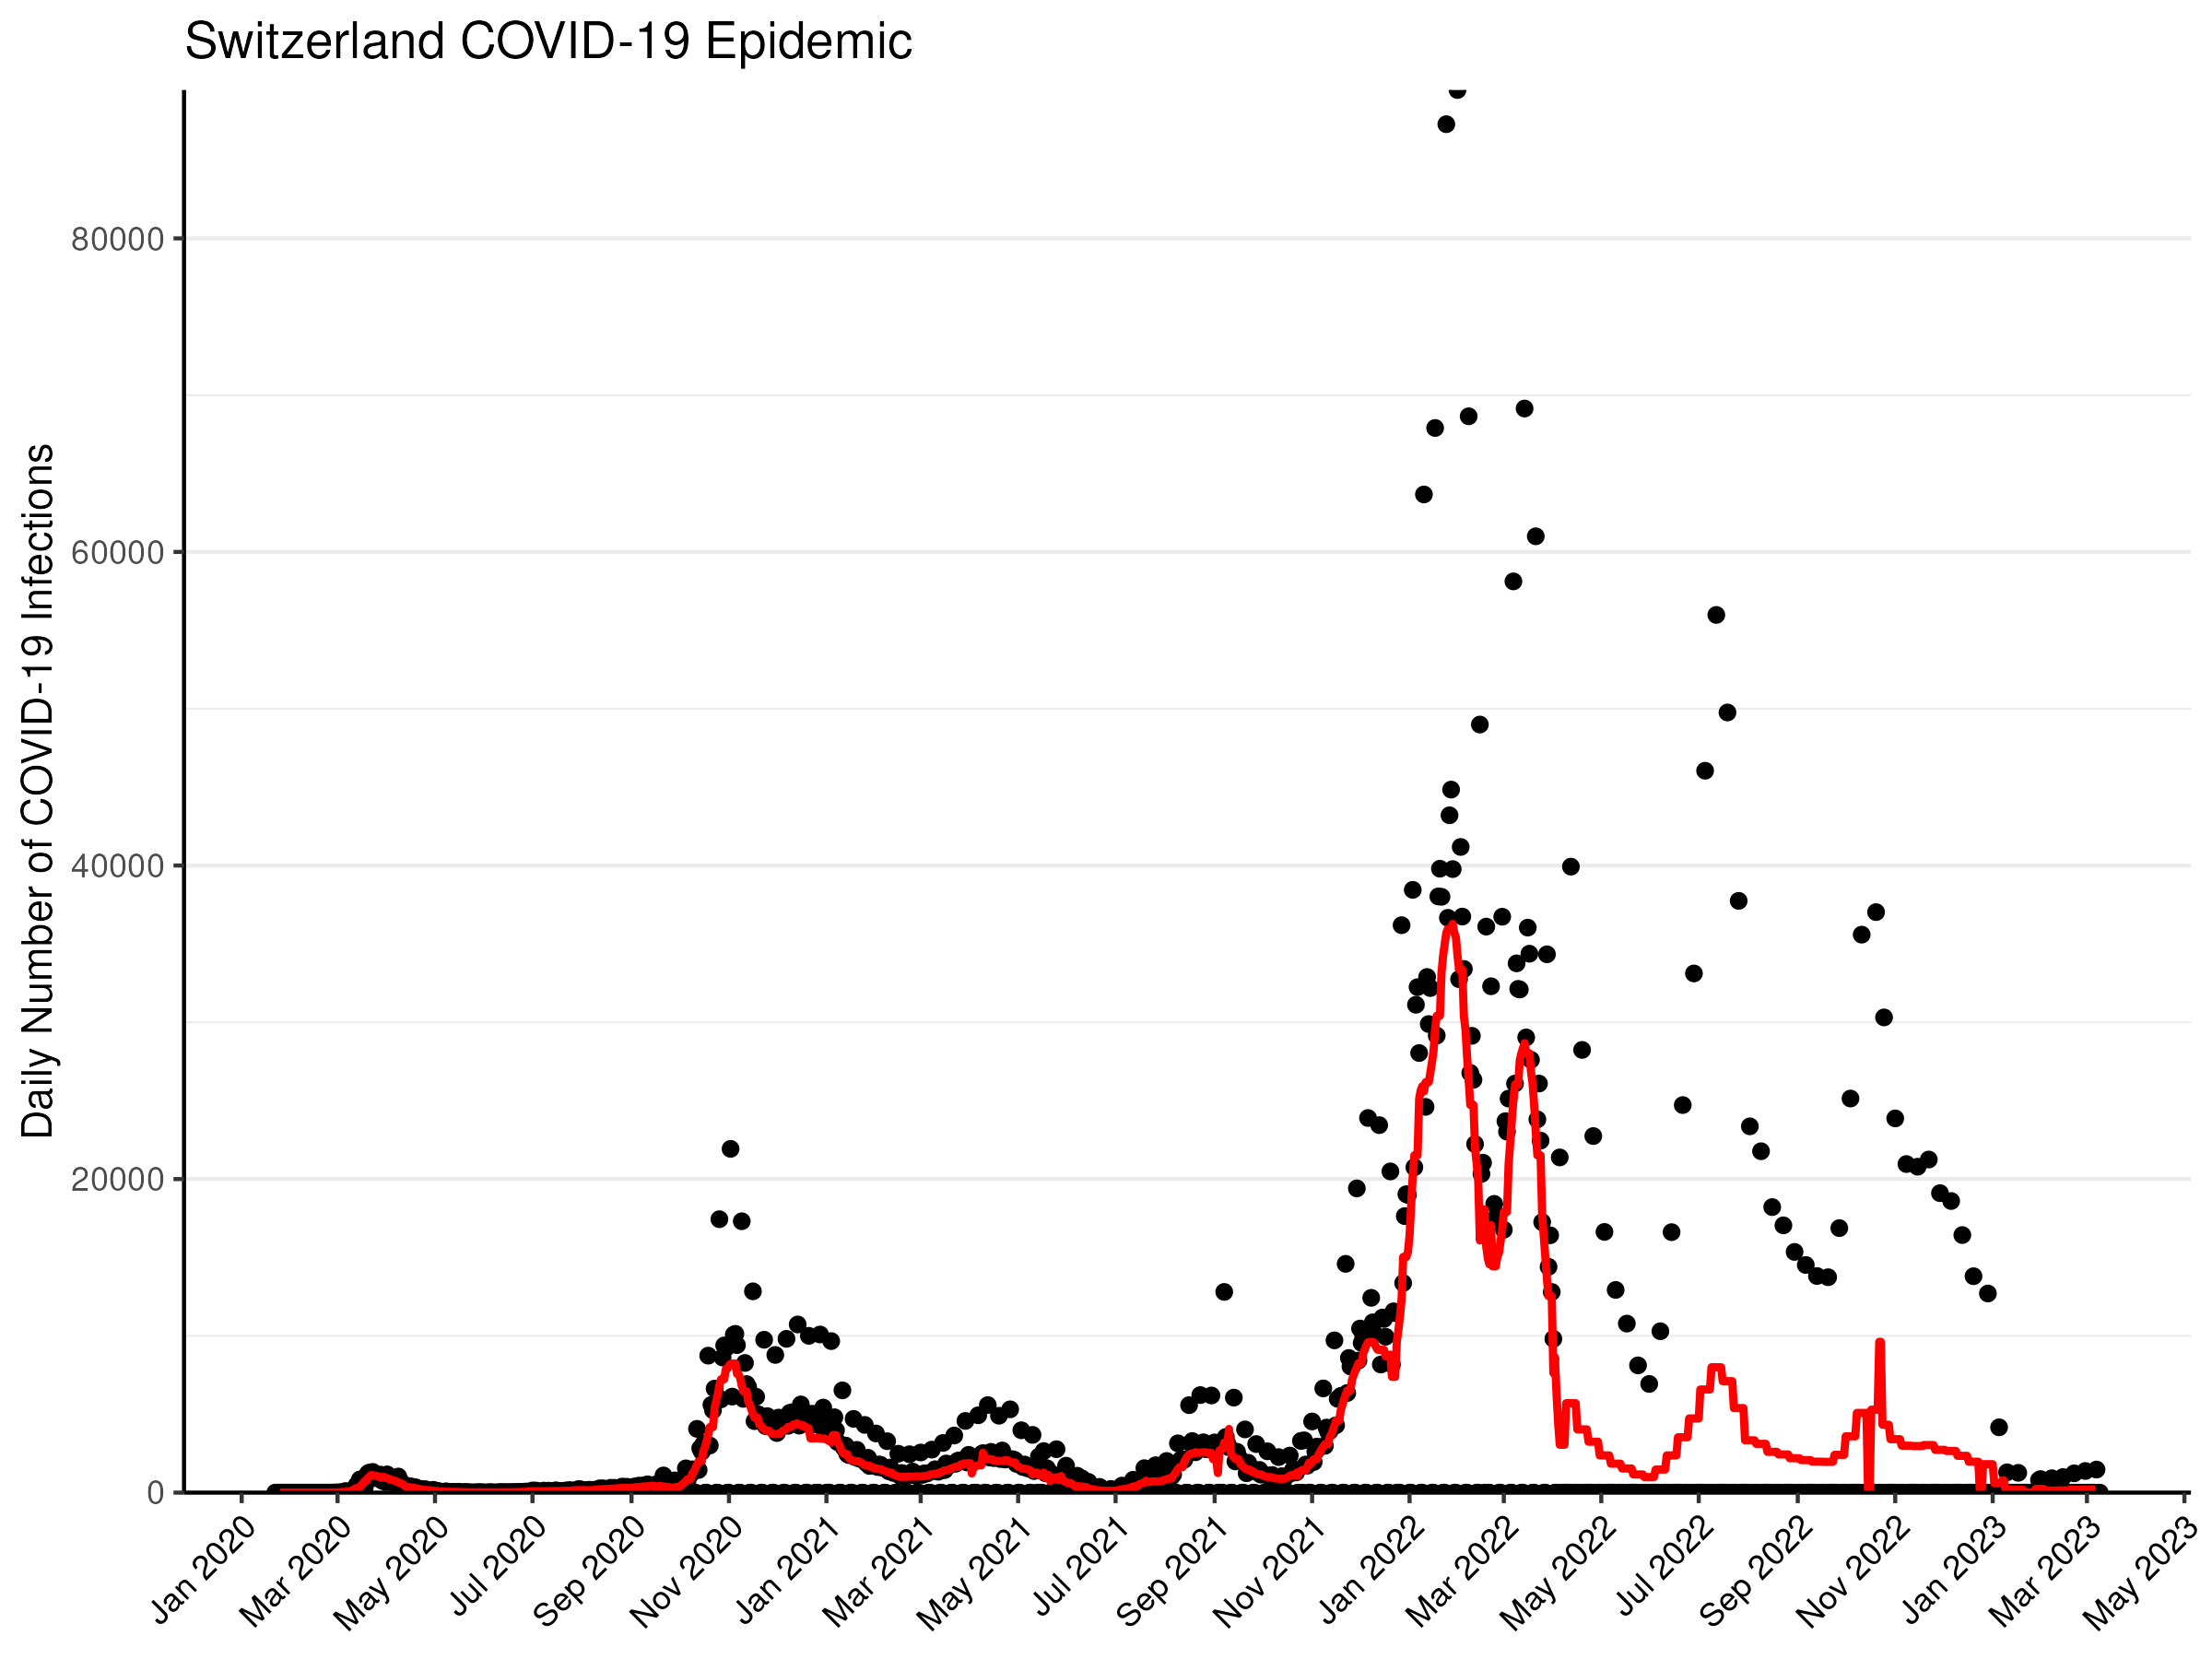 Switzerland COVID-19 Epidemic
Daily Number of COVID-19 Infections
80000
60000
40000
20000
0
Jan 2020
Mar 2020
May 2020
Jul 2020
Sep 2020
Nov 2020
Jan 2021
Mar 2021
May 2021
Jul 2021
Sep 2021
Nov 2021
Jan 2022
Mar 2022
May 2022
Jul 2022
Sep 2022
Nov 2022
Jan 2023
Mar 2023
May 2023